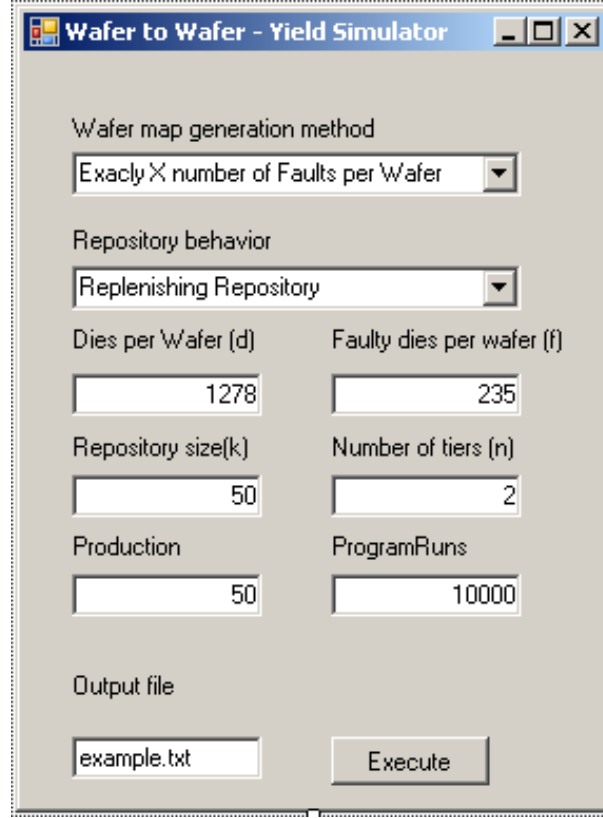 Wafer to Wafer - Yield Simulator
Wafer map generation method
Exacly X number of Faults per Wafer
Repository behavior
Replenishing Repository
Dies per Wafer (d) Faulty dies per wafer (f)
1278 235
Repository size(k) Number of tiers (n)
50 2
Production ProgramRuns
50 10000
Output file
example.txt Execute